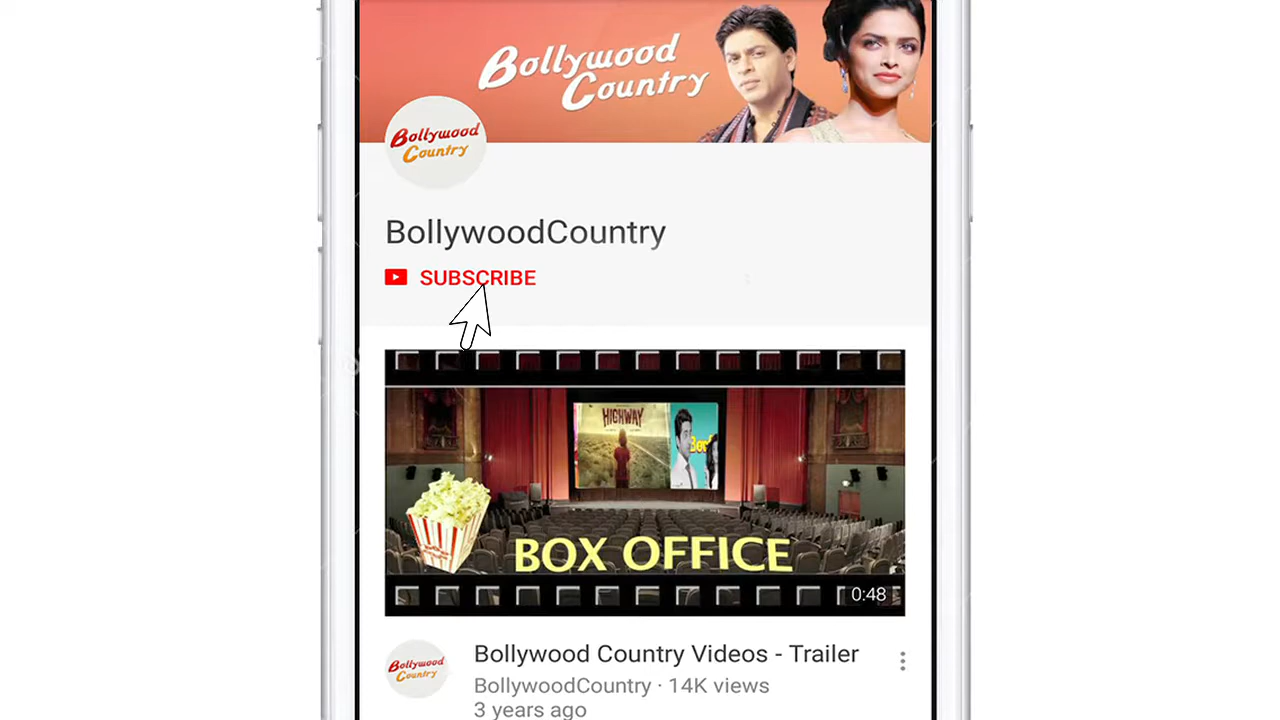 Bollywood
Country
Bollywood
Country
BollywoodCountry
SUBSCRIBE
HIGHWAY
BOX OFFICE
0:48
Bollywood Country Videos - Trailer
Bollywood
Country
BollywoodCountry · 14K views
3 years ago